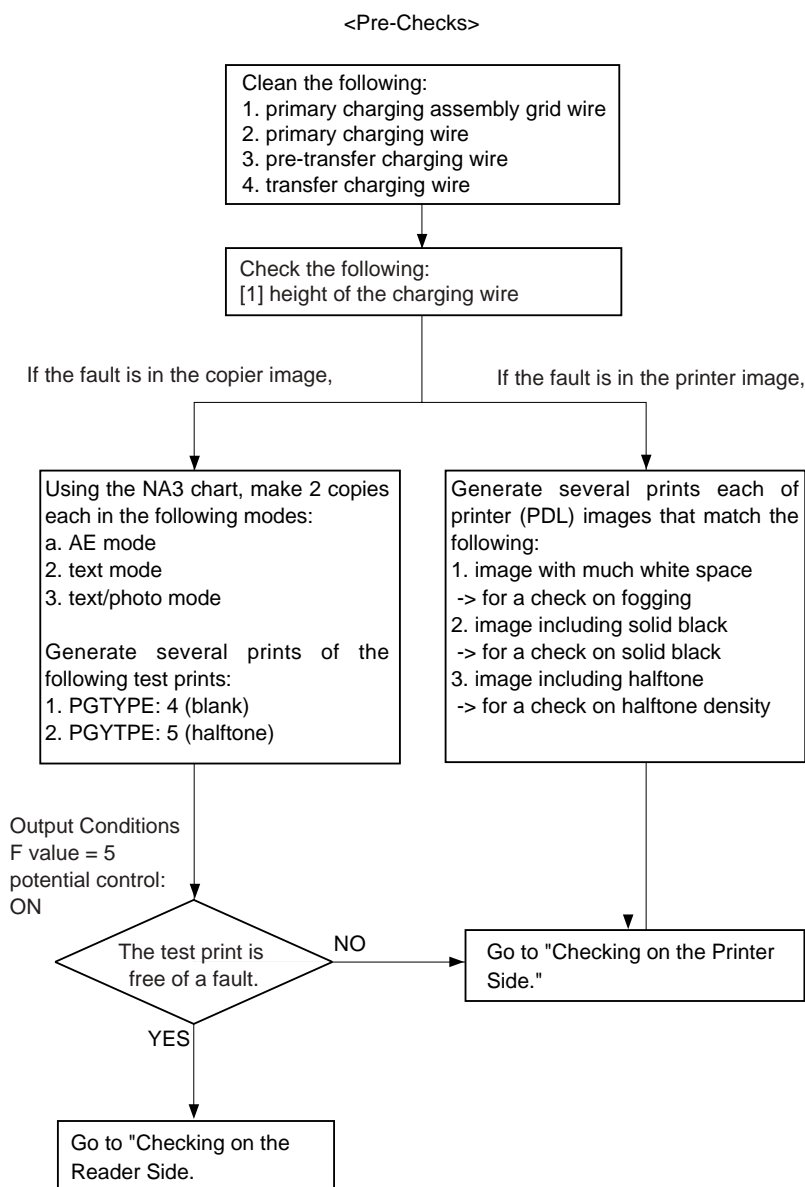 <Pre-Checks>
Clean the following:
1. primary charging assembly grid wire
2. primary charging wire
3. pre-transfer charging wire
4. transfer charging wire
Check the following:
[1] height of the charging wire
If the fault is in the copier image,
If the fault is in the printer image,
Using the NA3 chart, make 2 copies
each in the following modes:
a. AE mode
2. text mode
3. text/photo mode
Generate several prints of the
following test prints:
1. PGTYPE: 4 (blank)
2. PGYTPE: 5 (halftone)
Generate several prints each of
printer (PDL) images that match the
following:
1. image with much white space
-> for a check on fogging
2. image including solid black
-> for a check on solid black
3. image including halftone
-> for a check on halftone density
Output Conditions
F value = 5
potential control:
ON
The test print is
free of a fault.
NO
Go to "Checking on the Printer
Side."
YES
Go to "Checking on the
Reader Side.